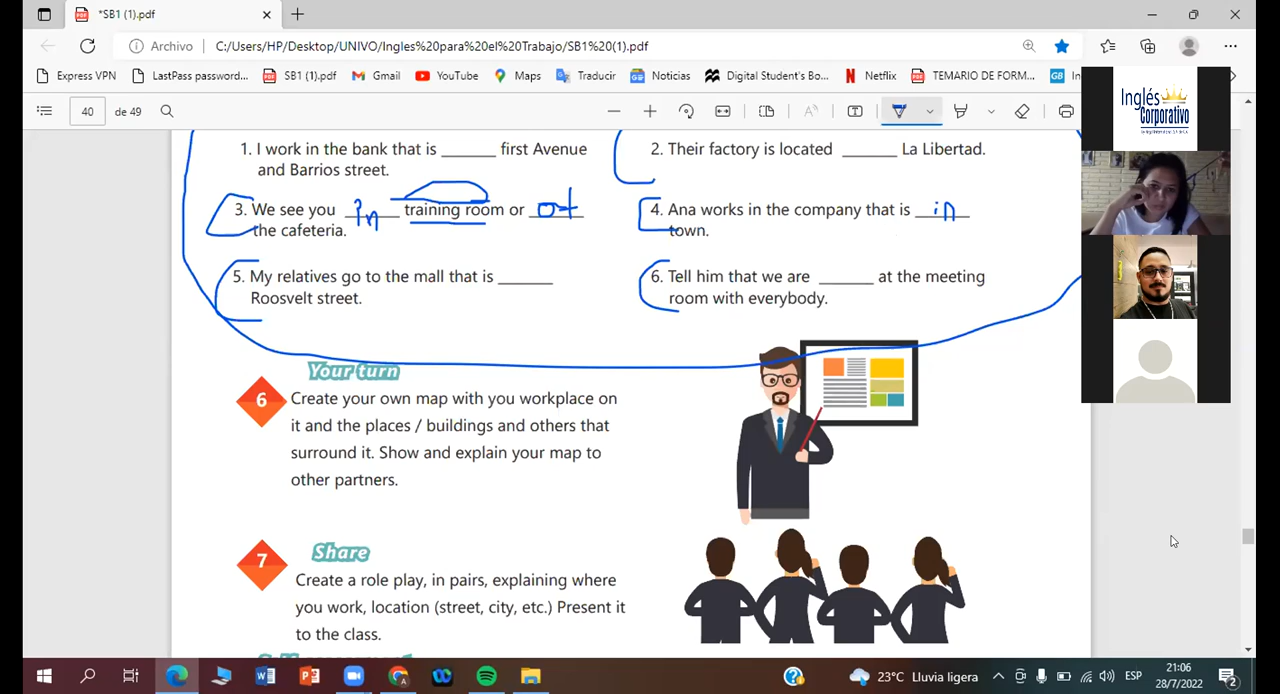 *SB1 (1).pdf
Archivo C:/Users/HP/Desktop/UNIVO/Ingles%20para%20el%20Trabajo/SB1%20(1).pdf
Express VPN LastPass password... SB1 (1).pdf Gmail YouTube Maps Traducir Noticias Digital Student's Bo... Netflix TEMARIO DE FORM... GB In
40 de 49
Inglés
Corporativo
1. I work in the bank that is ______ first Avenue
and Barrios street.
2. Their factory is located ______ La Libertad.
3. We see you in training room or at
the cafeteria.
4. Ana works in the company that is in
town.
5. My relatives go to the mall that is ______
Roosvelt street.
6. Tell him that we are ______ at the meeting
room with everybody.
Your turn
6 Create your own map with you workplace on
it and the places / buildings and others that
surround it. Show and explain your map to
other partners.
Share
7 Create a role play, in pairs, explaining where
you work, location (street, city, etc.) Present it
to the class.
23°C Lluvia ligera ESP 21:06
28/7/2022 2